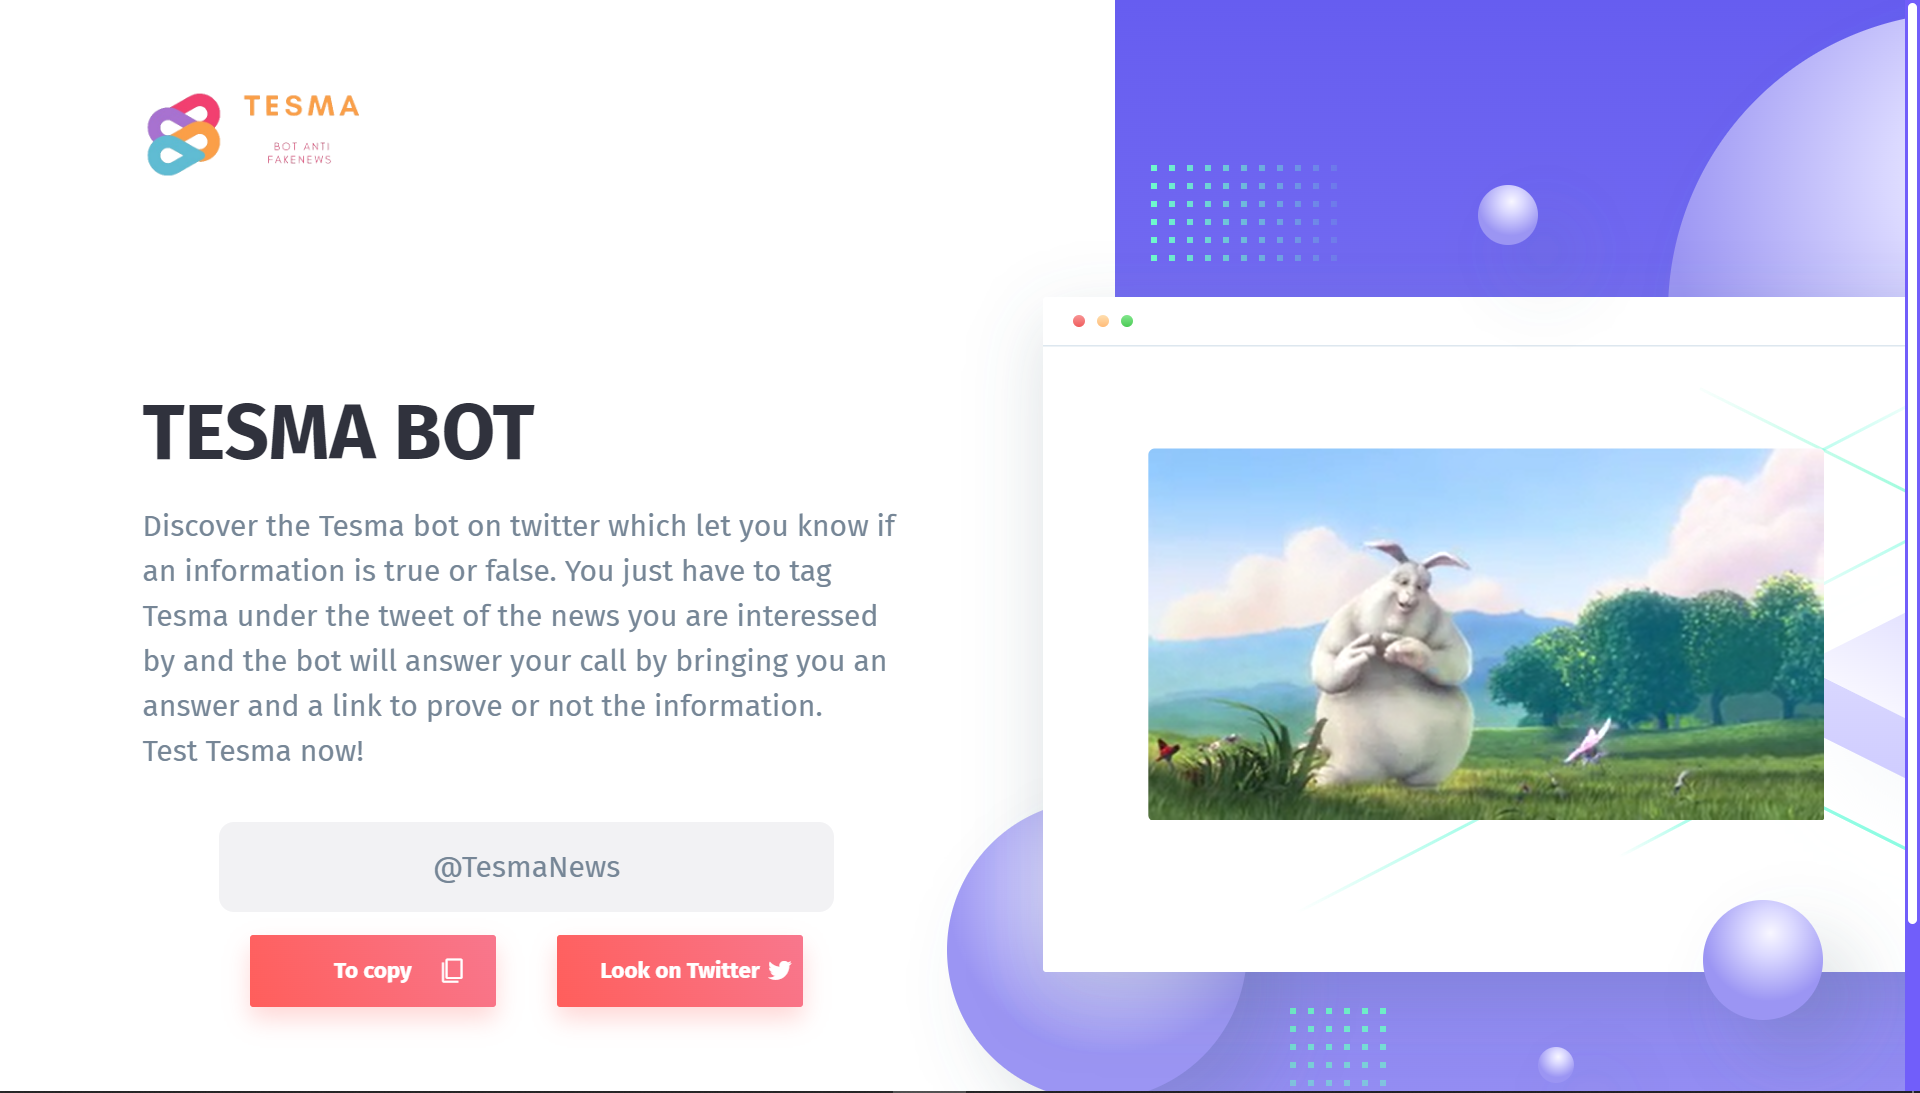 TESMA
BOT ANTI
FAKENEWS
TESMA BOT
Discover the Tesma bot on twitter which let you know if
an information is true or false. You just have to tag
Tesma under the tweet of the news you are interested
by and the bot will answer your call by bringing you an
answer and a link to prove or not the information.
Test Tesma now!
@TesmaNews
To copy
Look on Twitter